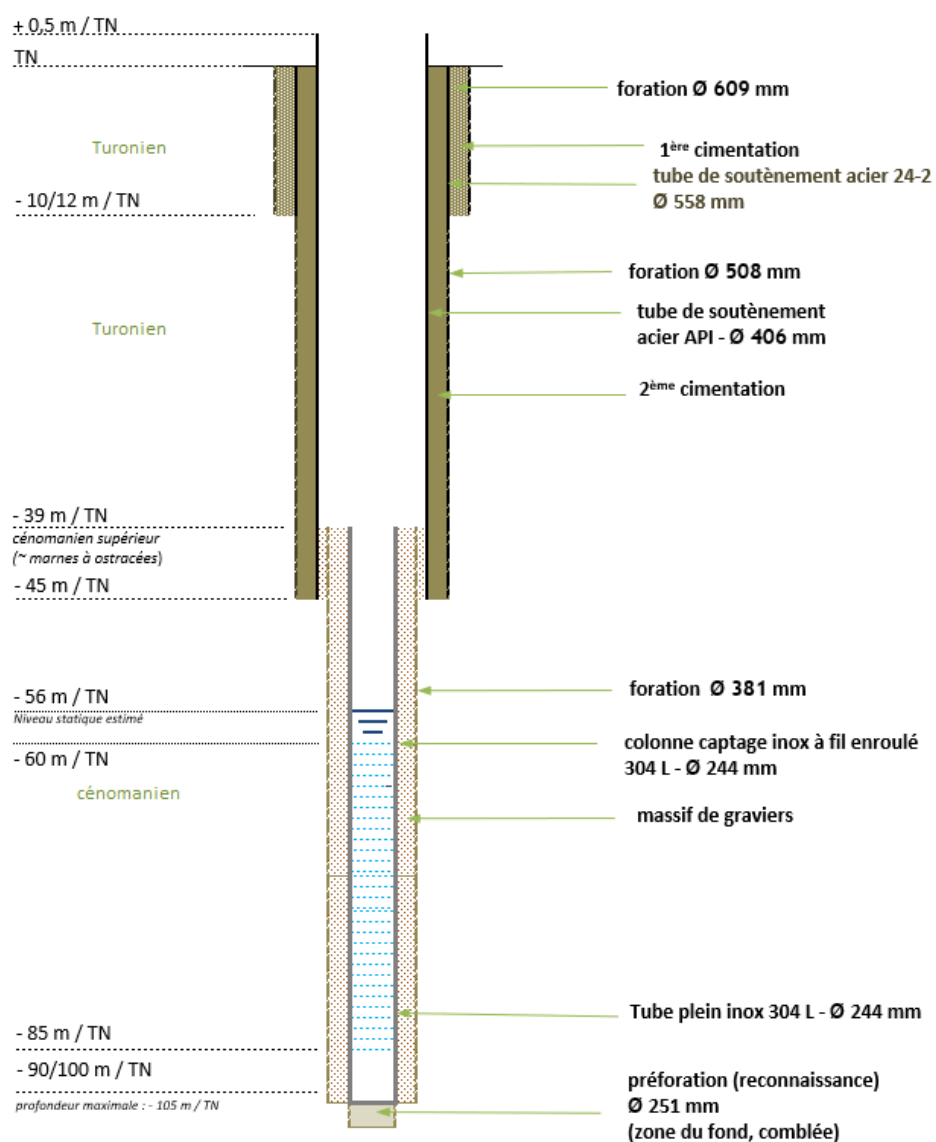 + 0,5 m / TN
TN
foration Ø 609 mm
Turonien
1ère cimentation
tube de soutènement acier 24-2
Ø 558 mm
- 10/12 m / TN
foration Ø 508 mm
tube de soutènement
acier API - Ø 406 mm
Turonien
2ème cimentation
- 39 m / TN
cénomanien supérieur
(~ marnes à ostracées)
- 45 m / TN
foration Ø 381 mm
- 56 m / TN
Niveau statique estimé
colonne captage inox à fil enroulé
304 L - Ø 244 mm
- 60 m / TN
cénomanien
massif de graviers
Tube plein inox 304 L - Ø 244 mm
- 85 m / TN
- 90/100 m / TN
profondeur maximale : - 105 m / TN
préforation (reconnaissance)
Ø 251 mm
(zone du fond, comblée)